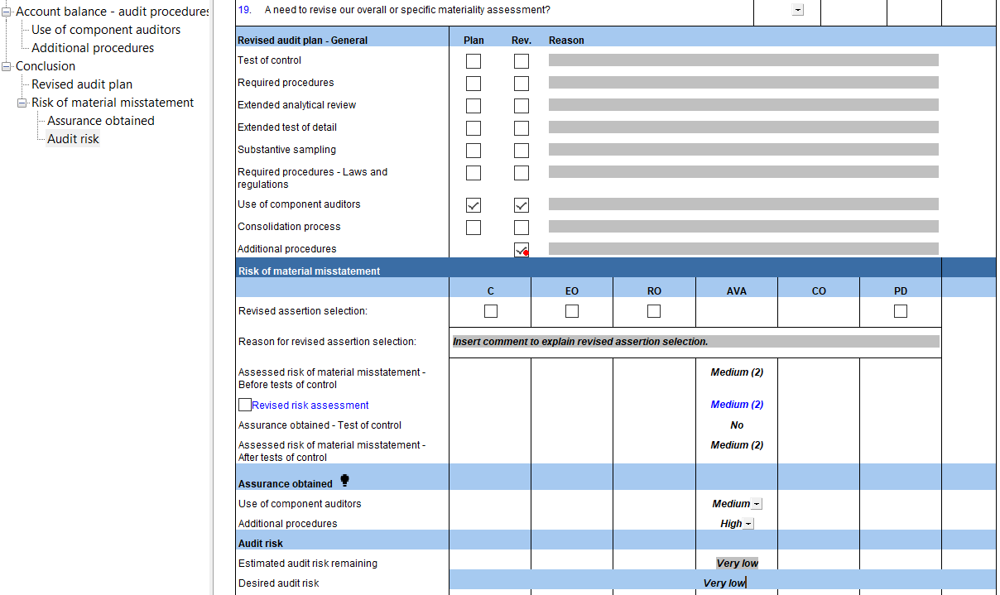 Account balance - audit procedures
Use of component auditors
Additional procedures
Conclusion
Revised audit plan
Risk of material misstatement
Assurance obtained
Audit risk
19. A need to revise our overall or specific materiality assessment?
Revised audit plan - General Plan Rev. Reason
Test of control
Required procedures
Extended analytical review
Extended test of detail
Substantive sampling
Required procedures - Laws and
regulations
Use of component auditors
Consolidation process
Additional procedures
Risk of material misstatement
C EO RO AVA CO PD
Revised assertion selection:
Reason for revised assertion selection: Insert comment to explain revised assertion selection.
Assessed risk of material misstatement - Medium (2)
Before tests of control
Revised risk assessment Medium (2)
Assurance obtained - Test of control No
Assessed risk of material misstatement - Medium (2)
After tests of control
Assurance obtained
Use of component auditors Medium
Additional procedures High
Audit risk
Estimated audit risk remaining Very low
Desired audit risk Very low